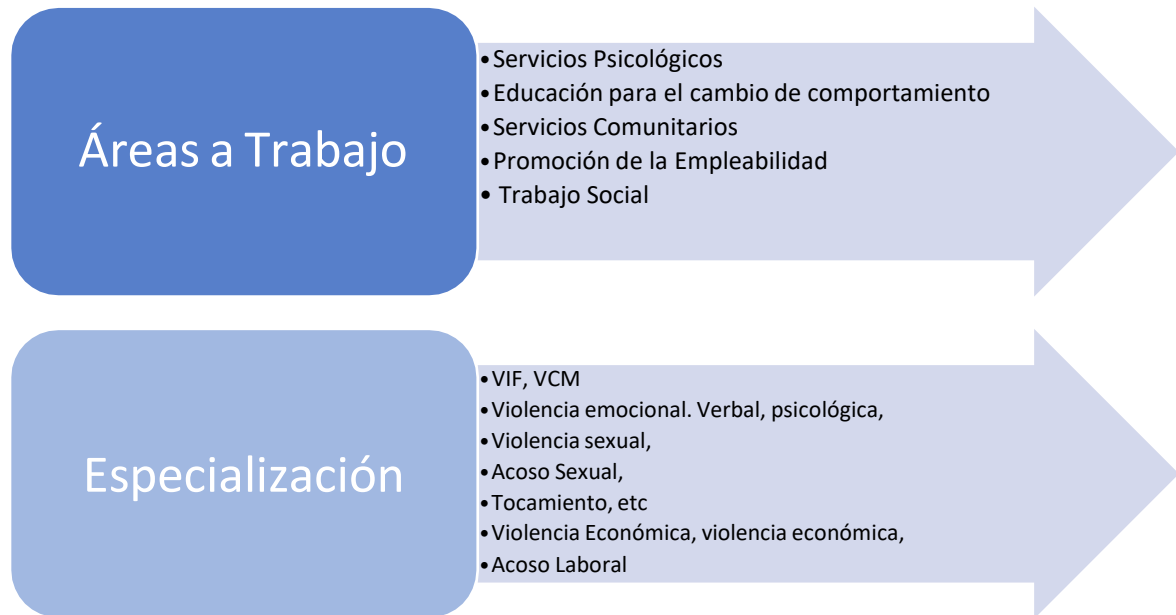 Áreas a Trabajo
•Servicios Psicológicos
•Educación para el cambio de comportamiento
•Servicios Comunitarios
•Promoción de la Empleabilidad
• Trabajo Social
Especialización
•VIF, VCM
•Violencia emocional. Verbal, psicológica,
•Violencia sexual,
•Acoso Sexual,
•Tocamiento, etc
•Violencia Económica, violencia económica,
•Acoso Laboral